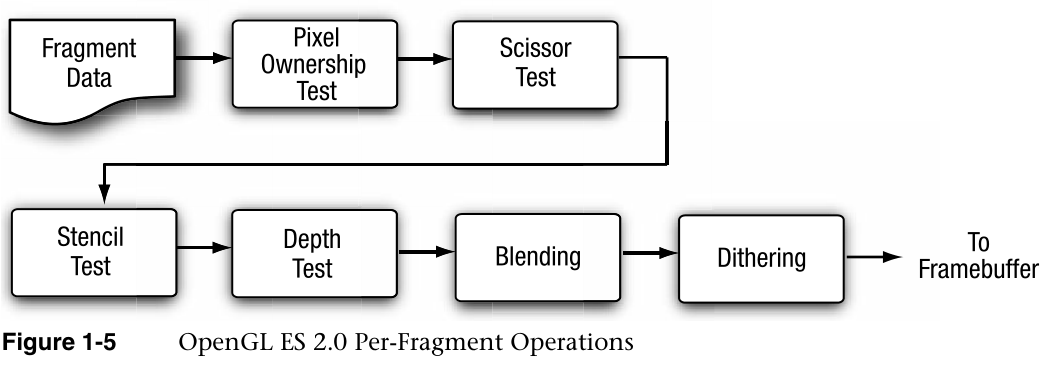 Fragment
Data
Pixel
Ownership
Test
Scissor
Test
Stencil
Test
Depth
Test
Blending
Dithering
To
Framebuffer
Figure 1-5 OpenGL ES 2.0 Per-Fragment Operations